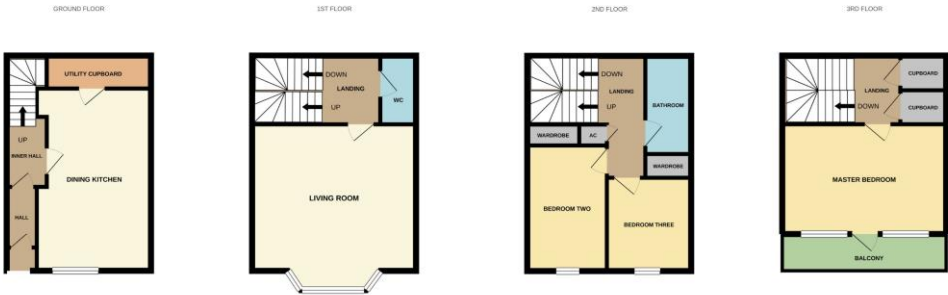 GROUND FLOOR
UTILITY CUPBOARD
UP
INNER HALL
DINING KITCHEN
HALL
1ST FLOOR
DOWN
LANDING
UP
WC
LIVING ROOM
2ND FLOOR
DOWN
LANDING
UP
BATHROOM
WARDROBE
AC
WARDROBE
BEDROOM TWO
BEDROOM THREE
3RD FLOOR
CUPBOARD
LANDING
DOWN
CUPBOARD
MASTER BEDROOM
BALCONY